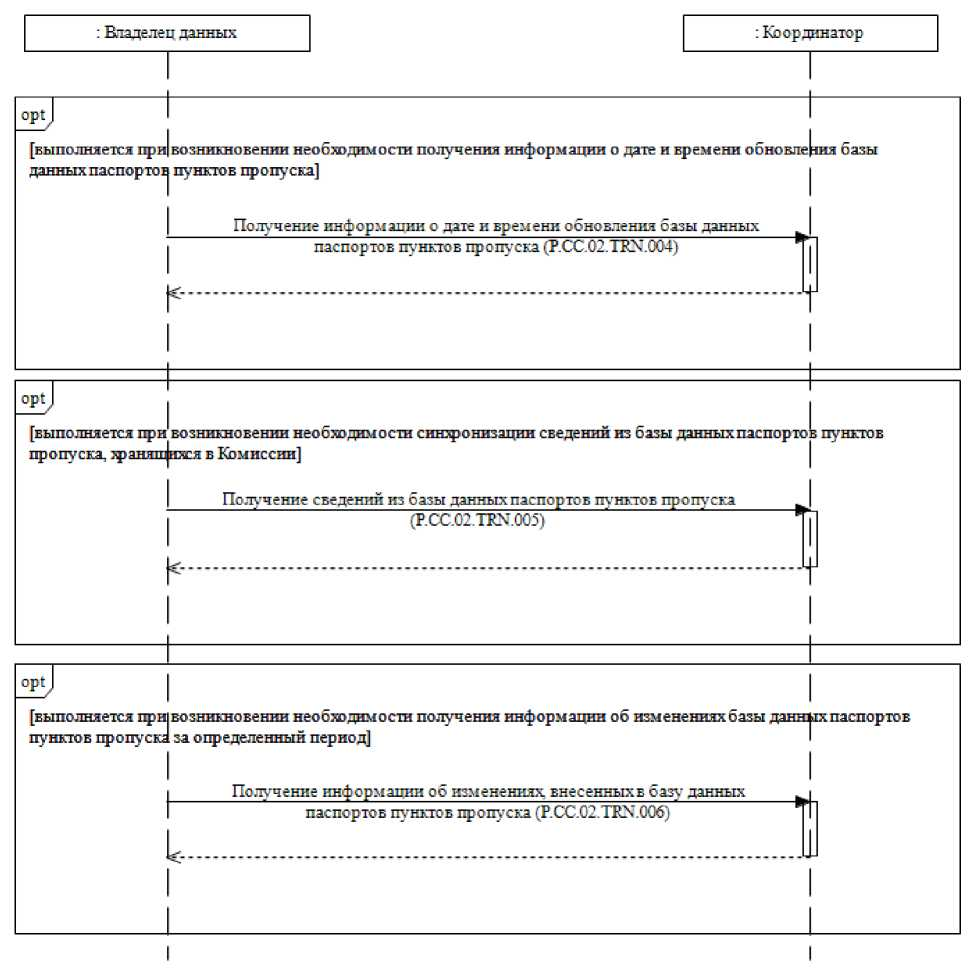 : Владелец данных
: Координатор
opt
[выполняется при возникновении необходимости получения информации о дате и времени обновления базы
данных паспортов пунктов пропуска]
Получение информации о дате и времени обновления базы данных
паспортов пунктов пропуска (P.CC.02.TRN.004)
opt
[выполняется при возникновении необходимости синхронизации сведений из базы данных паспортов пунктов
пропуска, хранящихся в Комиссии]
Получение сведений из базы данных паспортов пунктов пропуска
(P.CC.02.TRN.005)
opt
[выполняется при возникновении необходимости получения информации об изменениях базы данных паспортов
пунктов пропуска за определенный период]
Получение информации об изменениях, внесенных в базу данных
паспортов пунктов пропуска (P.CC.02.TRN.006)